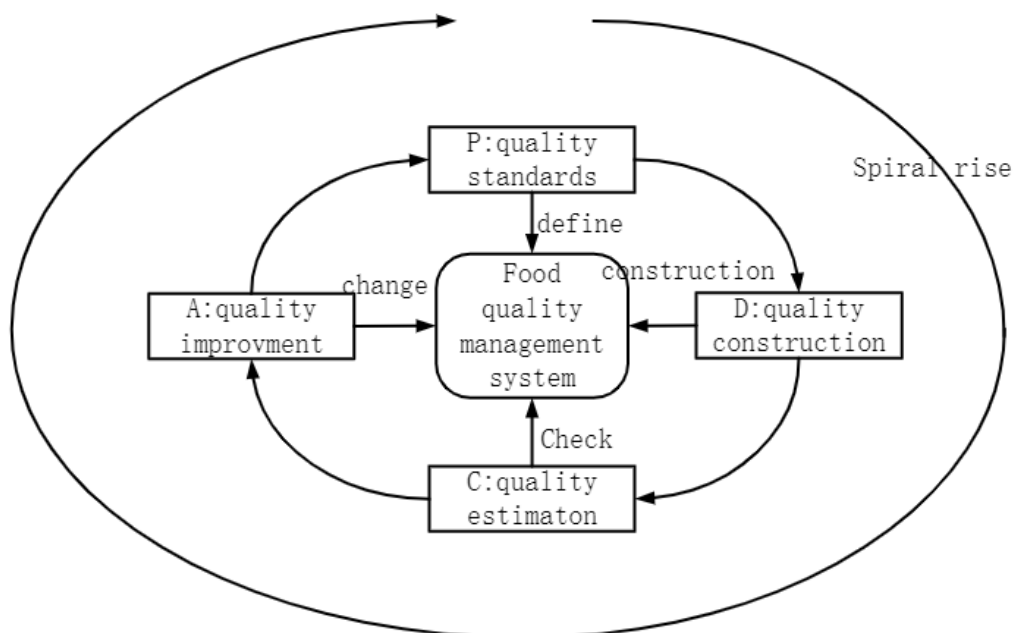 P:quality
standards
Spiral rise
define
Food
quality
management
system
construction
change
A:quality
improvment
D:quality
construction
Check
C:quality
estimaton